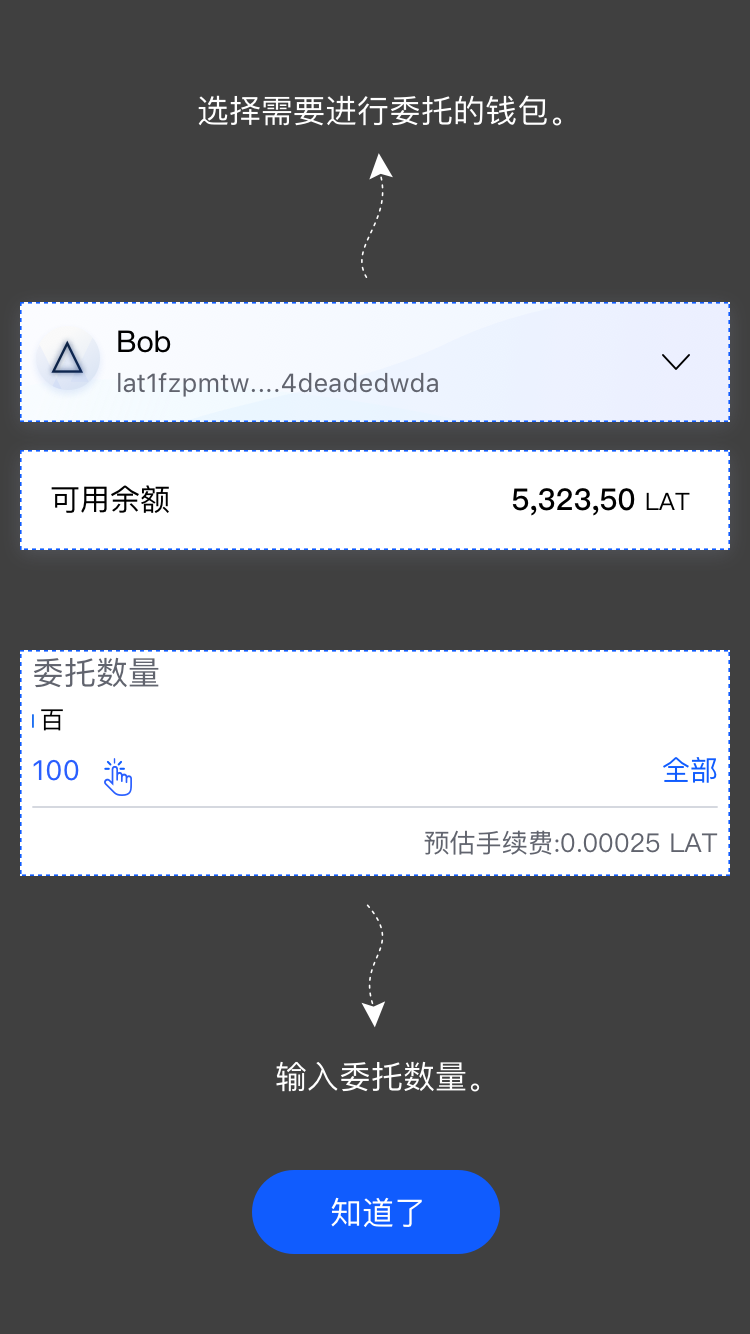 选择需要进行委托的钱包。
Bob
lat1fzpmtw....4deadedwda
可用余额 5,323,50 LAT
委托数量
百
100 全部
预估手续费:0.00025 LAT
输入委托数量。
知道了